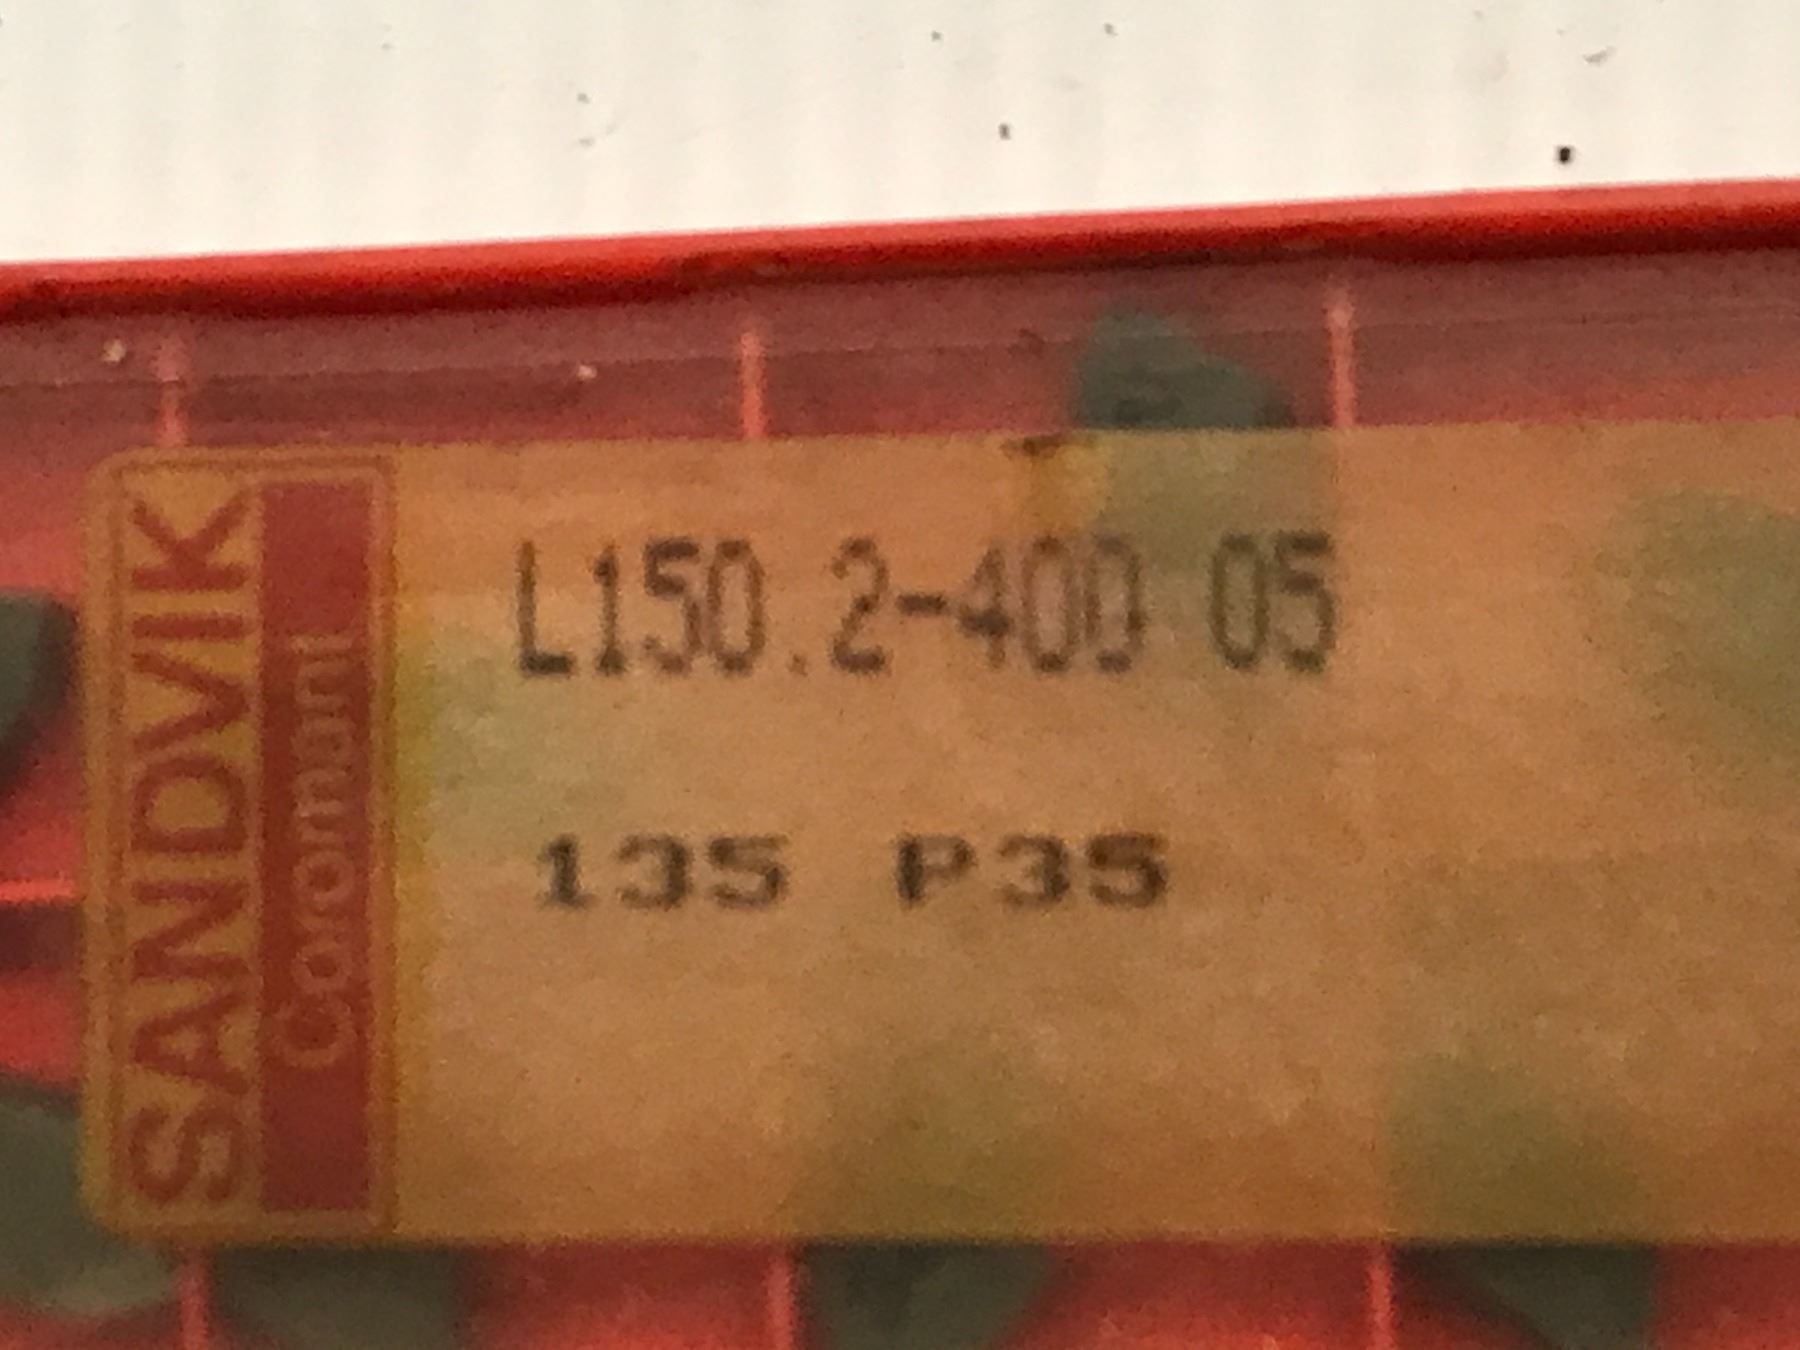 SANDVIK
Coromant
L150.2-400 05
135 P35